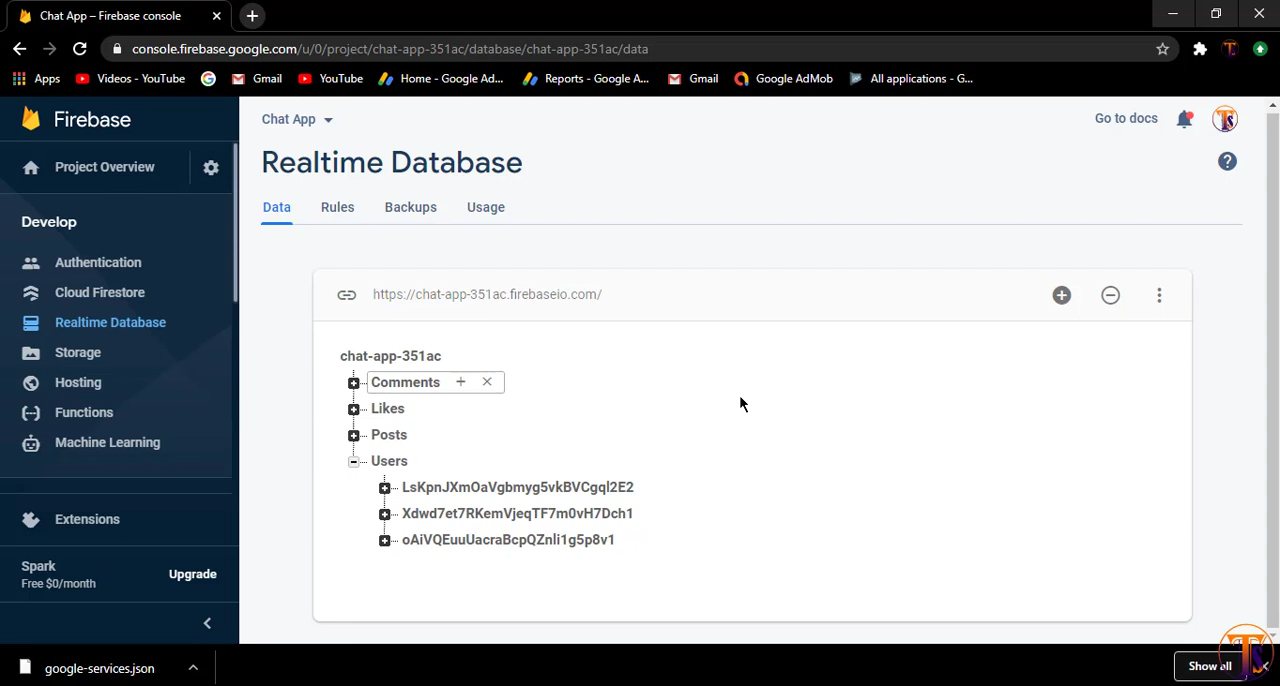 Chat App – Firebase console
console.firebase.google.com/u/0/project/chat-app-351ac/database/chat-app-351ac/data
Apps Videos - YouTube Gmail YouTube Home - Google Ad... Reports - Google A... Gmail Google AdMob All applications - G...
Firebase
Chat App
Go to docs
Project Overview
Realtime Database
Data Rules Backups Usage
Develop
Authentication
Cloud Firestore
Realtime Database
Storage
Hosting
Functions
Machine Learning
Extensions
Spark
Free $0/month
Upgrade
https://chat-app-351ac.firebaseio.com/
chat-app-351ac
Comments
Likes
Posts
Users
LsKpnJXmOaVgbmyg5vkBVCgql2E2
Xdwd7et7RKemVjeqTF7m0vH7Dch1
oAiVQEuuUacraBcpQZnli1g5p8v1
google-services.json
Show all